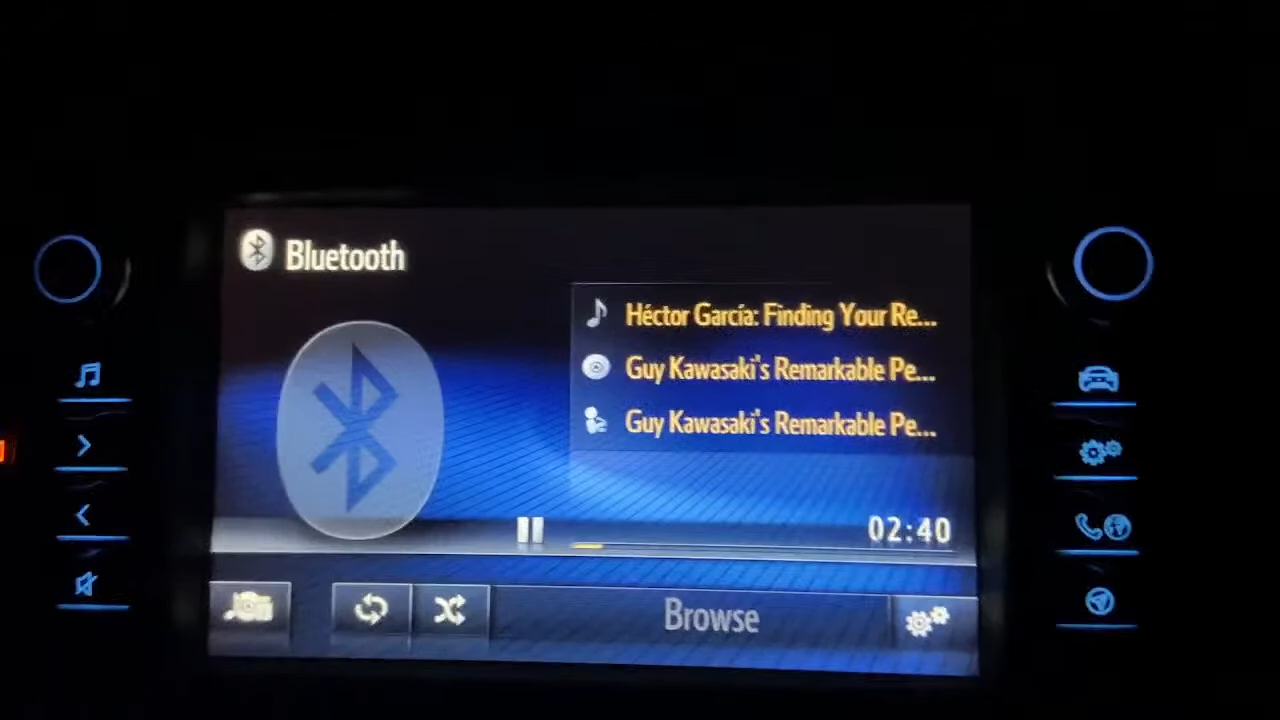 Bluetooth
Héctor García: Finding Your Re...
Guy Kawasaki's Remarkable Pe...
Guy Kawasaki's Remarkable Pe...
02:40
Browse